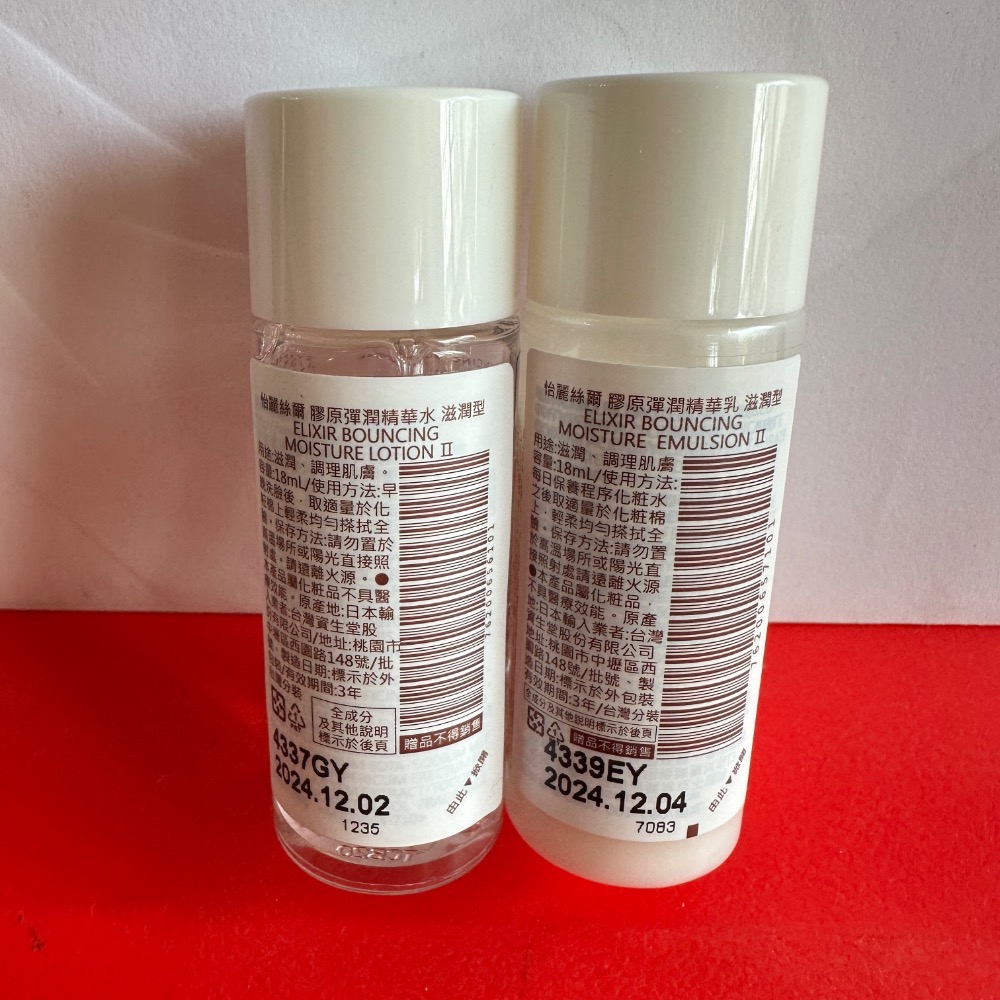 怡麗絲爾 膠原彈潤精華水 滋潤型
ELIXIR BOUNCING
MOISTURE LOTION Ⅱ
用途:滋潤、調理肌膚。
容量:18mL/使用方法:早
洗臉後,取適量於化
上輕柔均勻搽拭全
。保存方法:請勿置於
高溫場所或陽光直接照
處,請遠離火源。●
本產品屬化粧品不具醫
效能。原產地:日本輸
業者:台灣資生堂股
有限公司/地址:桃園市
區西園路148號/批
、製造日期:標示於外
/有效期間:3年
分裝
全成分
及其他說明
標示於後頁
贈品不得銷售
7620065610 1
4337GY
2024.12.02
1235
由此▼撕開
怡麗絲爾 膠原彈潤精華乳 滋潤型
ELIXIR BOUNCING
MOISTURE EMULSION Ⅱ
用途:滋潤、調理肌膚
容量:18mL/使用方法:
每日保養程序化粧水
之後取適量於化粧棉
上,輕柔均勻搽拭全
。保存方法:請勿置
於高溫場所或陽光直
接照射處請遠離火源
●本產品屬化粧品,
不具醫療效能。原產
地:日本輸入業者:台灣
資生堂股份有限公司
地址:桃園市中壢區西
園路148號/批號、製
造日期:標示於外包裝
有效期間:3年/台灣分裝
全成分及其他說明標示於後頁
贈品不得銷售
7620065710 1
4339EY
2024.12.04
7083
由此▼撕開